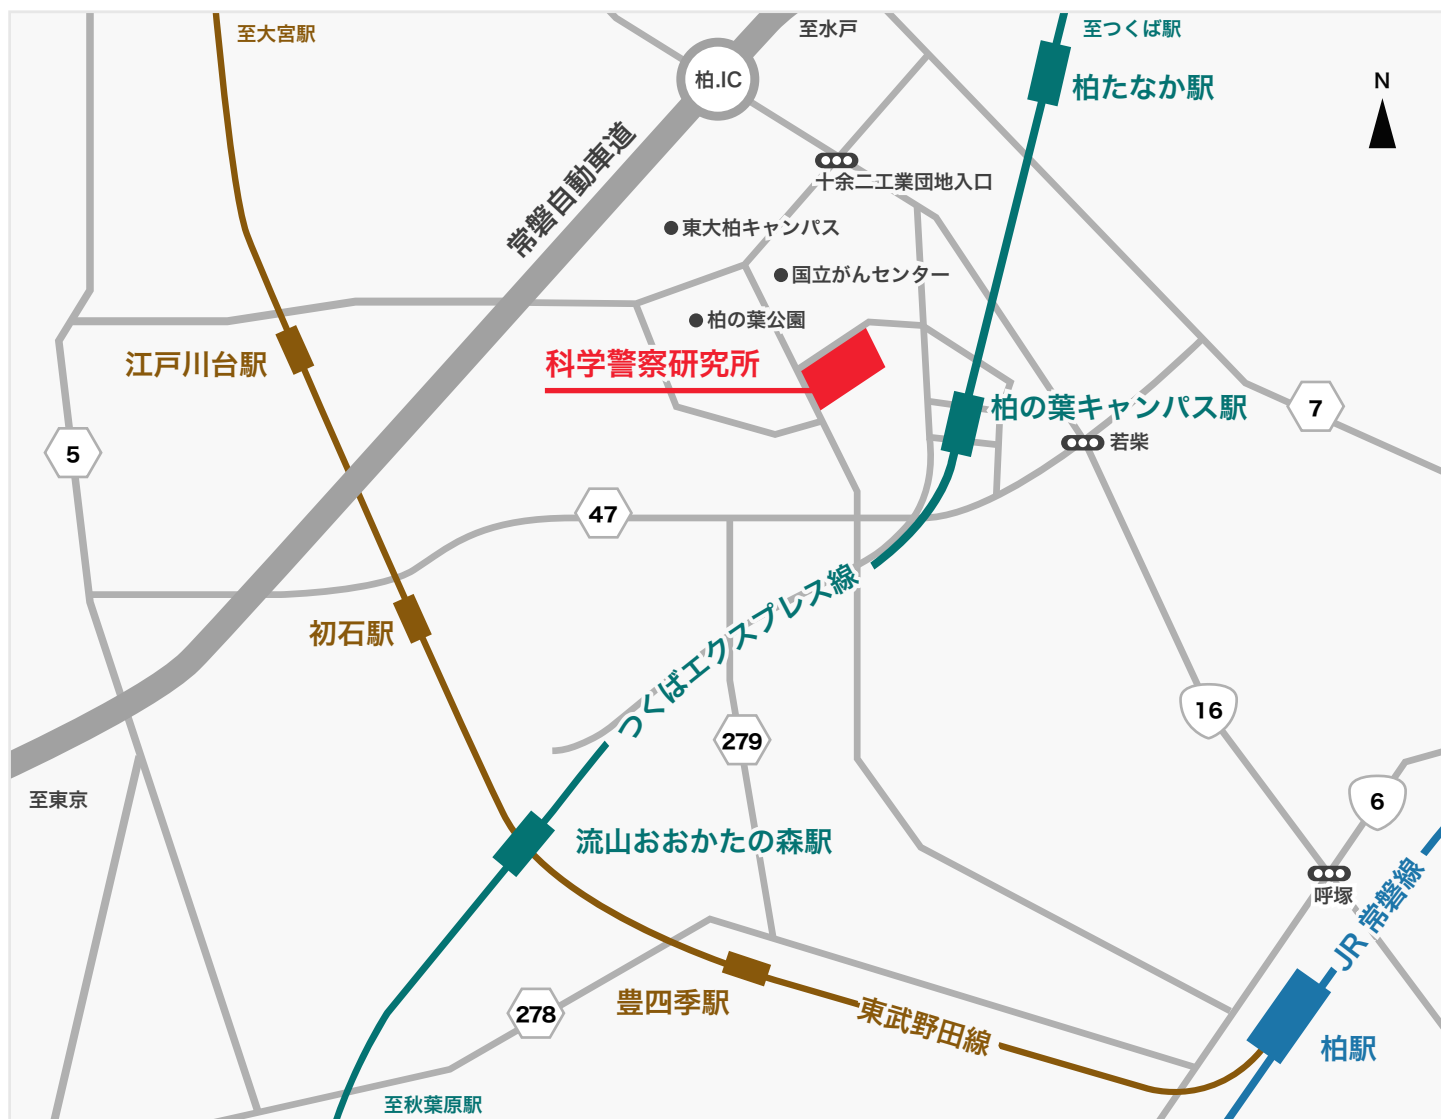 至大宮駅
至水戸
至つくば駅
柏.IC
柏たなか駅
N
常磐自動車道
十余二工業団地入口
東大柏キャンパス
国立がんセンター
柏の葉公園
江戸川台駅
科学警察研究所
柏の葉キャンパス駅
7
若柴
5
47
つくばエクスプレス線
初石駅
16
279
至東京
6
流山おおかたの森駅
呼塚
JR 常磐線
豊四季駅
278
東武野田線
柏駅
至秋葉原駅